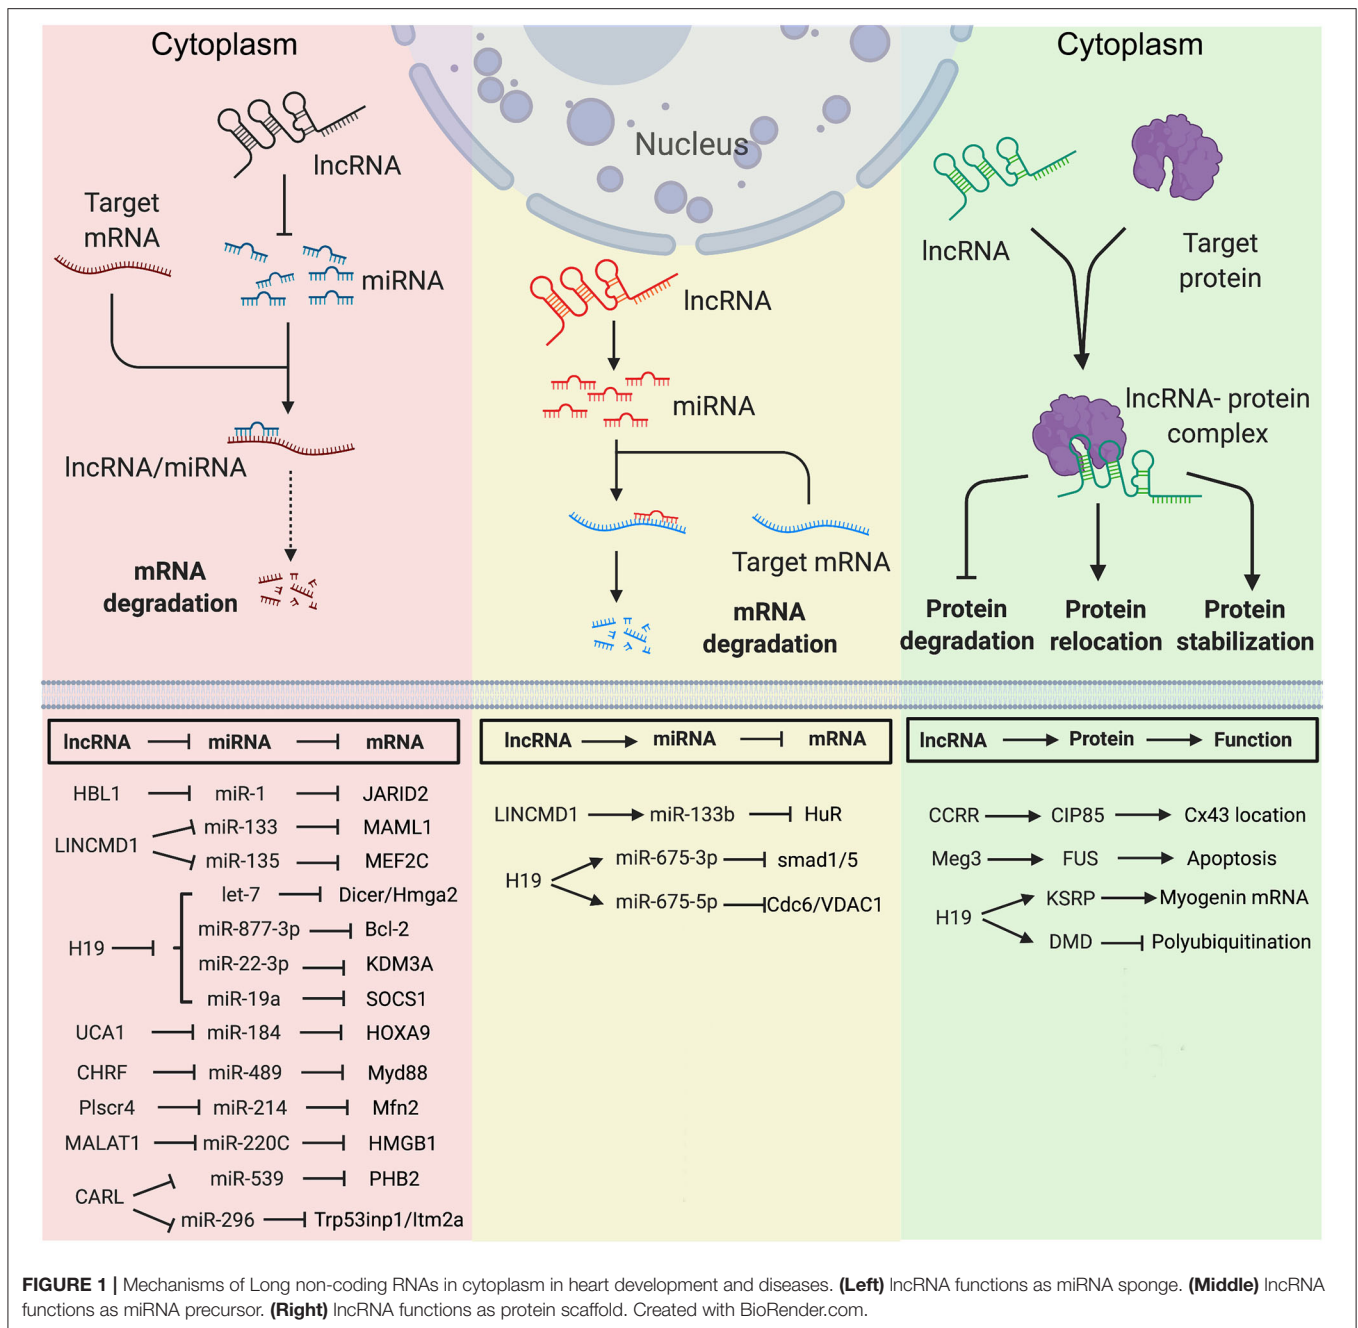 Cytoplasm
lncRNA
Target
mRNA
miRNA
lncRNA/miRNA
mRNA
degradation
Nucleus
lncRNA
miRNA
Target mRNA
mRNA
degradation
Cytoplasm
lncRNA
Target
protein
lncRNA- protein
complex
Protein
degradation
Protein
relocation
Protein
stabilization
lncRNA miRNA mRNA
HBL1 miR-1 JARID2
LINCMD1
miR-133 MAML1
miR-135 MEF2C
H19
let-7 Dicer/Hmga2
miR-877-3p Bcl-2
miR-22-3p KDM3A
miR-19a SOCS1
UCA1 miR-184 HOXA9
CHRF miR-489 Myd88
Plscr4 miR-214 Mfn2
MALAT1 miR-220C HMGB1
CARL
miR-539 PHB2
miR-296 Trp53inp1/Itm2a
lncRNA miRNA mRNA
LINCMD1 miR-133b HuR
H19
miR-675-3p smad1/5
miR-675-5p Cdc6/VDAC1
lncRNA Protein Function
CCRR CIP85 Cx43 location
Meg3 FUS Apoptosis
H19
KSRP Myogenin mRNA
DMD Polyubiquitination
FIGURE 1 | Mechanisms of Long non-coding RNAs in cytoplasm in heart development and diseases. (Left) lncRNA functions as miRNA sponge. (Middle) lncRNA
functions as miRNA precursor. (Right) lncRNA functions as protein scaffold. Created with BioRender.com.